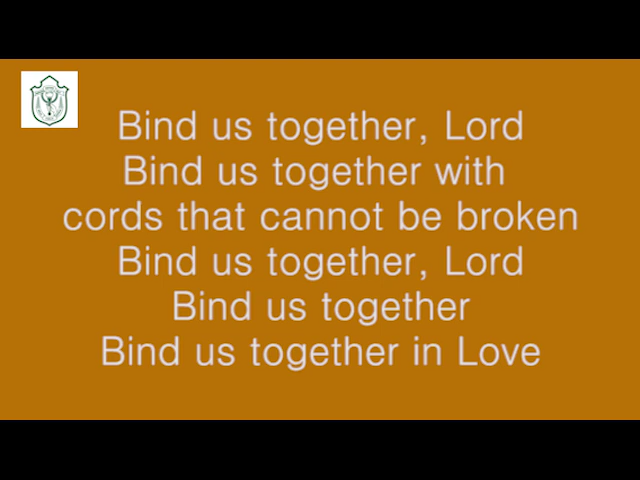 Bind us together, Lord
Bind us together with
cords that cannot be broken
Bind us together, Lord
Bind us together
Bind us together in Love